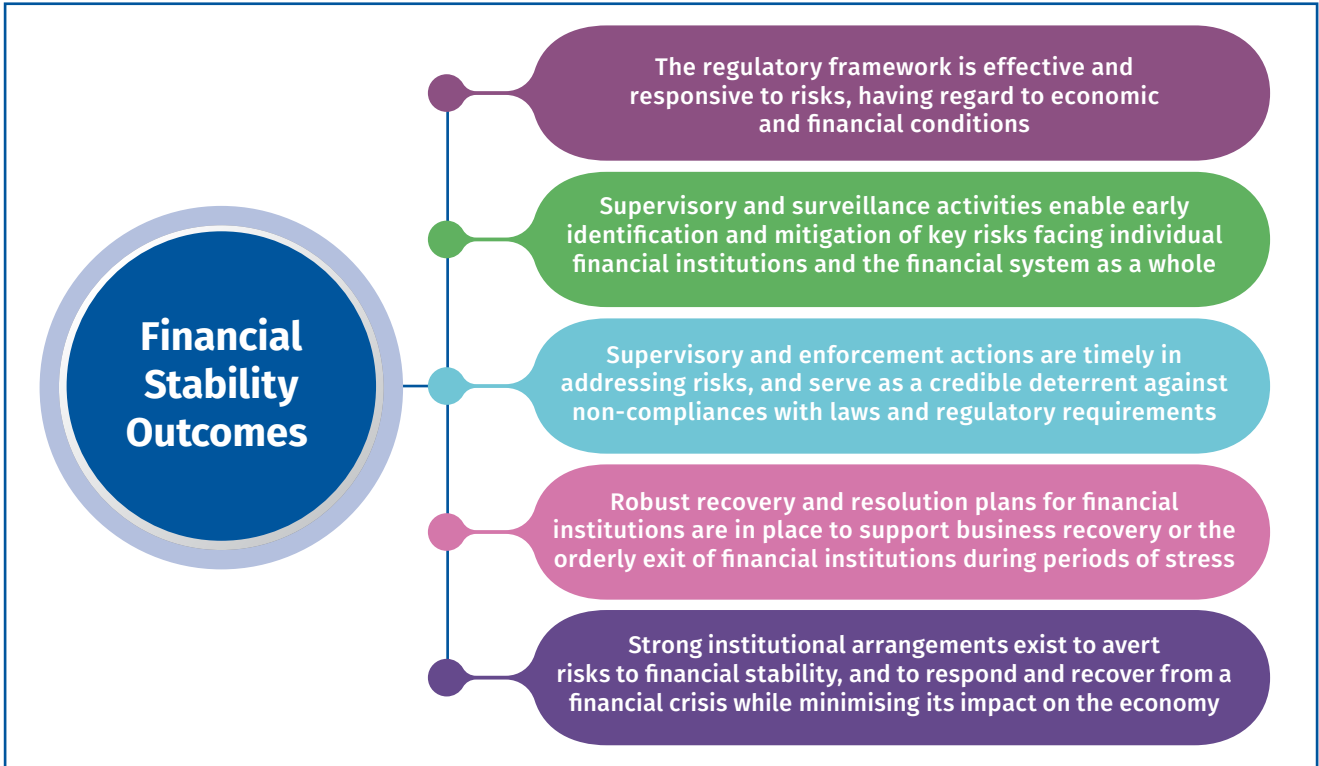 Financial
Stability
Outcomes
The regulatory framework is effective and
responsive to risks, having regard to economic
and financial conditions
Supervisory and surveillance activities enable early
identification and mitigation of key risks facing individual
financial institutions and the financial system as a whole
Supervisory and enforcement actions are timely in
addressing risks, and serve as a credible deterrent against
non-compliances with laws and regulatory requirements
Robust recovery and resolution plans for financial
institutions are in place to support business recovery or the
orderly exit of financial institutions during periods of stress
Strong institutional arrangements exist to avert
risks to financial stability, and to respond and recover from a
financial crisis while minimising its impact on the economy